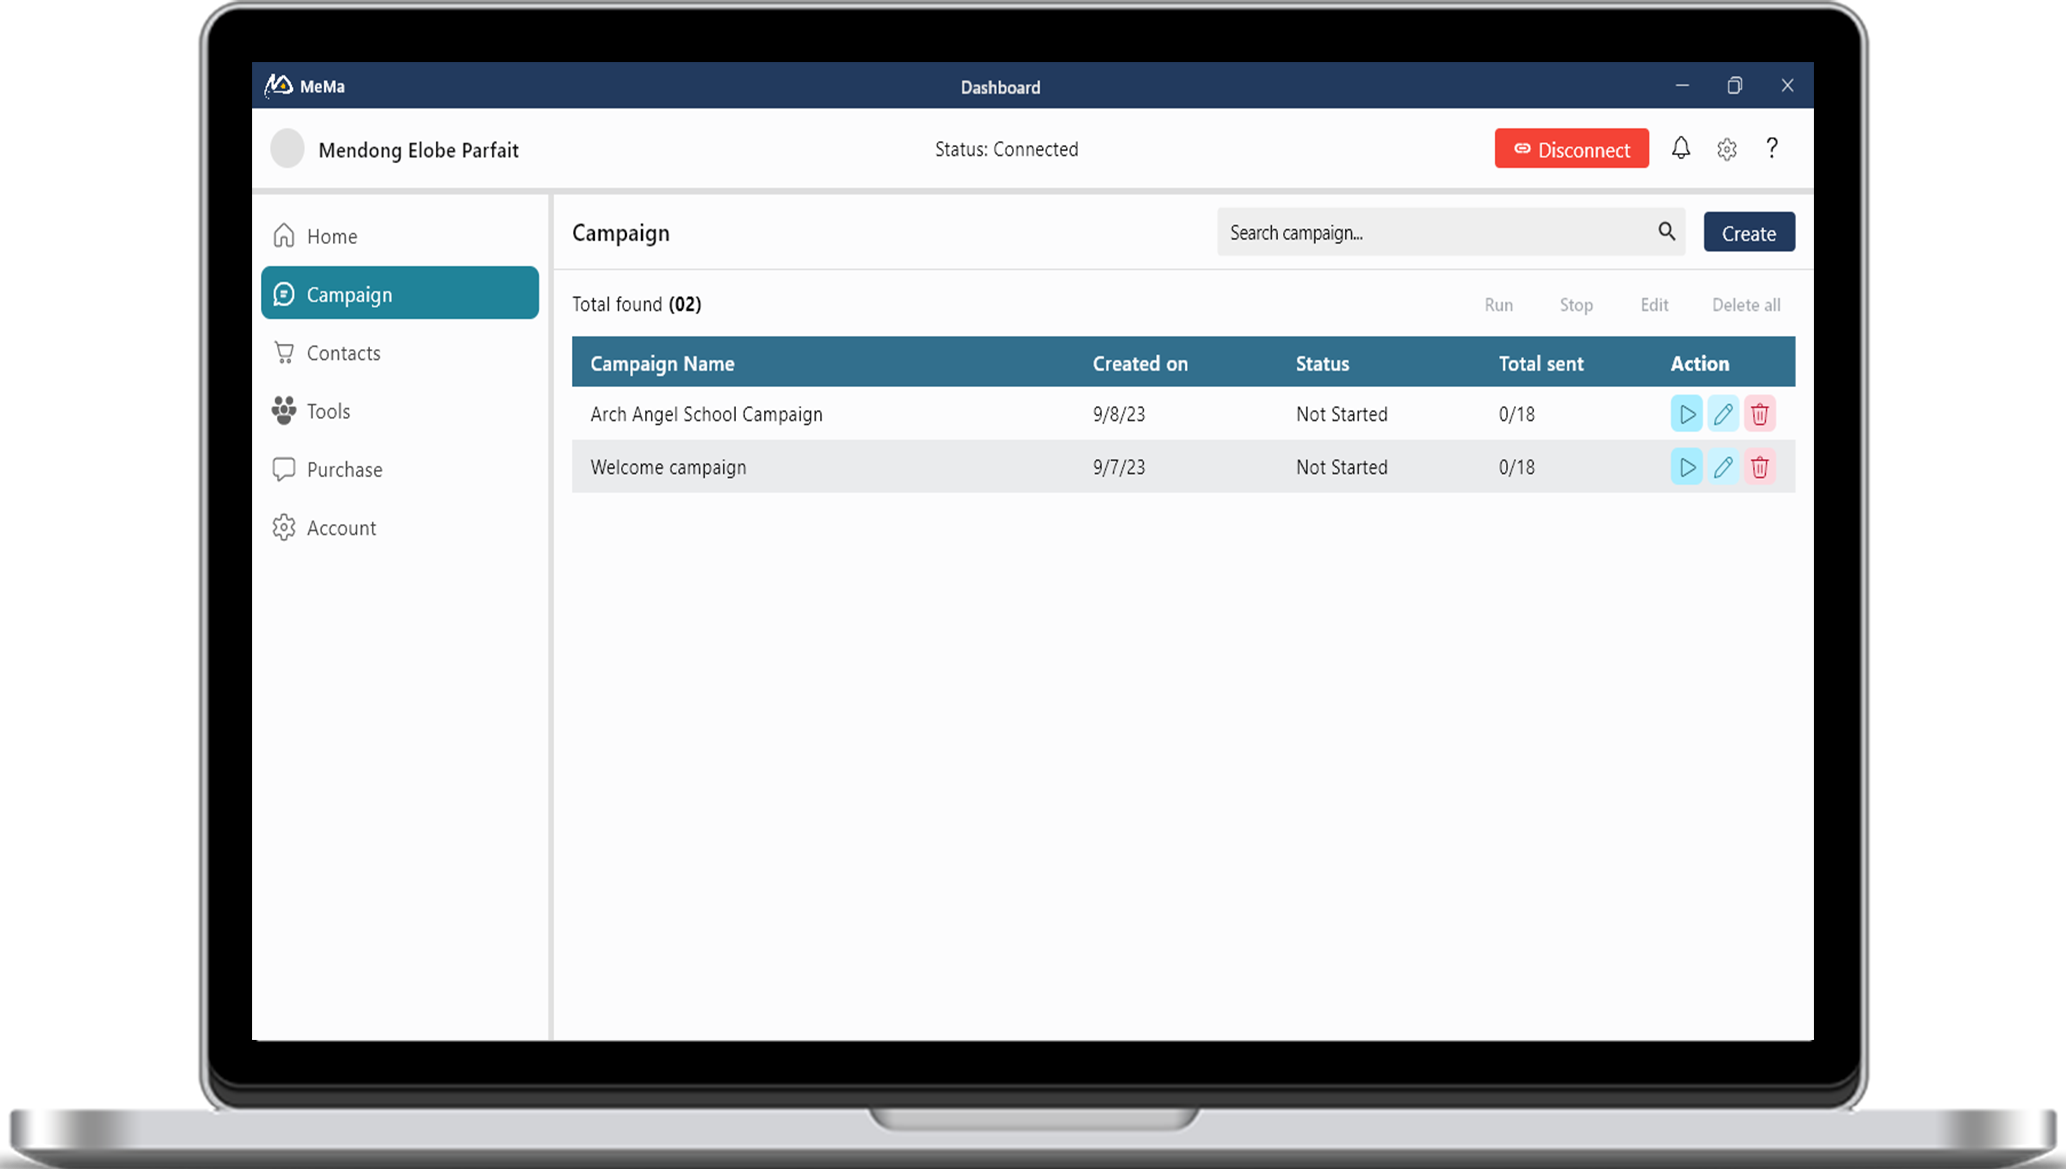 MeMa
Dashboard
Mendong Elobe Parfait
Status: Connected
Disconnect
?
Home
Campaign
Contacts
Tools
Purchase
Account
Campaign
Search campaign...
Create
Total found (02)
Run Stop Edit Delete all
Campaign Name Created on Status Total sent Action
Arch Angel School Campaign 9/8/23 Not Started 0/18
Welcome campaign 9/7/23 Not Started 0/18